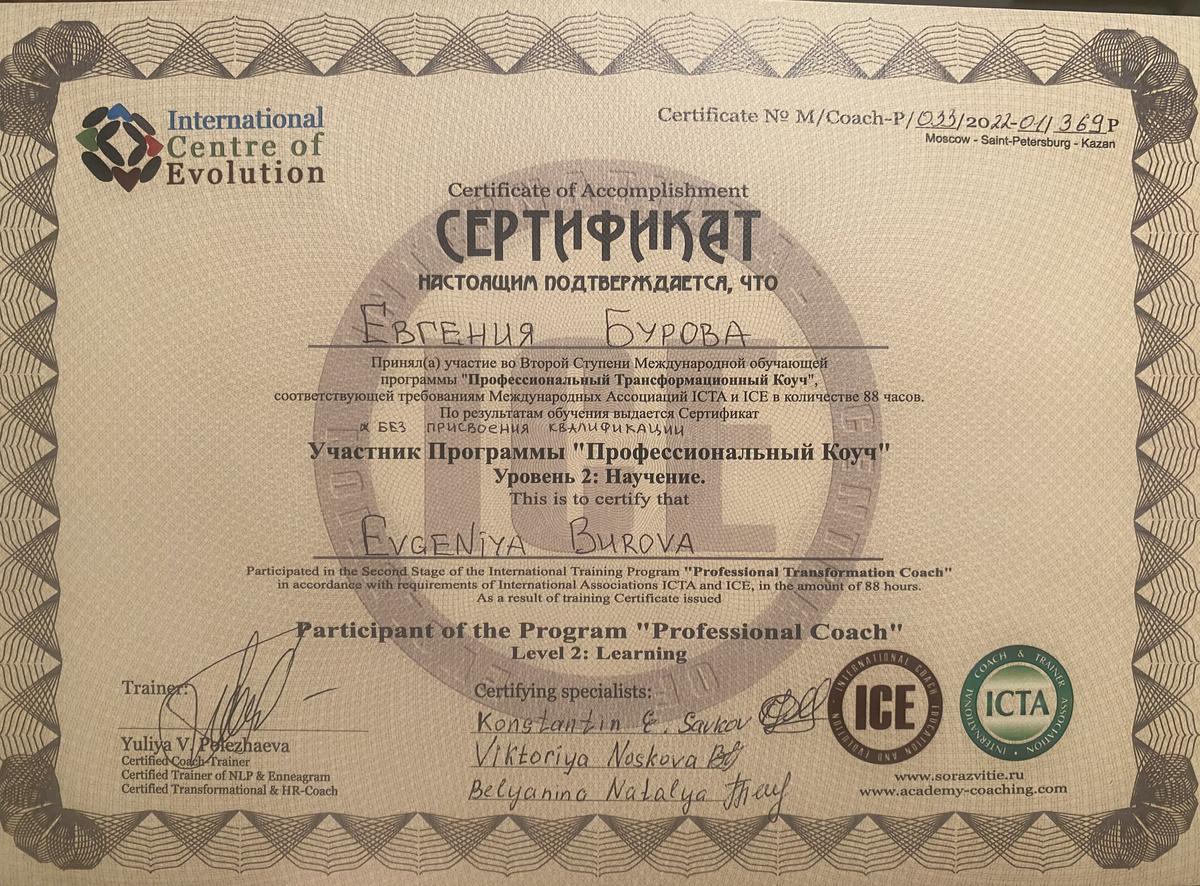 International
Centre of
Evolution
Certificate № M/Coach-P/033/2022-01/369P
Moscow - Saint-Petersburg - Kazan
Certificate of Accomplishment
СЕРТИФИКАТ
НАСТОЯЩИМ ПОДТВЕРЖДАЕТСЯ, ЧТО
ЕВГЕНИЯ БУРОВА
Принял(а) участие во Второй Ступени Международной обучающей
программы "Профессиональный Трансформационный Коуч",
соответствующей требованиям Международных Ассоциаций ICTA и ICE в количестве 88 часов.
По результатам обучения выдается Сертификат
* БЕЗ ПРИСВОЕНИЯ КВАЛИФИКАЦИИ
Участник Программы "Профессиональный Коуч"
Уровень 2: Научение.
This is to certify that
EVGENIYA BUROVA
Participated in the Second Stage of the International Training Program "Professional Transformation Coach"
in accordance with requirements of International Associations ICTA and ICE, in the amount of 88 hours.
As a result of training Certificate issued
Participant of the Program "Professional Coach"
Level 2: Learning
Trainer:
Yuliya V. Polezhaeva
Certified Coach-Trainer
Certified Trainer of NLP & Enneagram
Certified Transformational & HR-Coach
Certifying specialists:
Konstantin E. Savkov
Viktoriya Noskova
Belyanina Natalya
INTERNATIONAL COACH EDUCATION AND EVOLUTION
ICE
INTERNATIONAL COACH & TRAINER ASSOCIATION
ICTA
www.sorazvitie.ru
www.academy-coaching.com